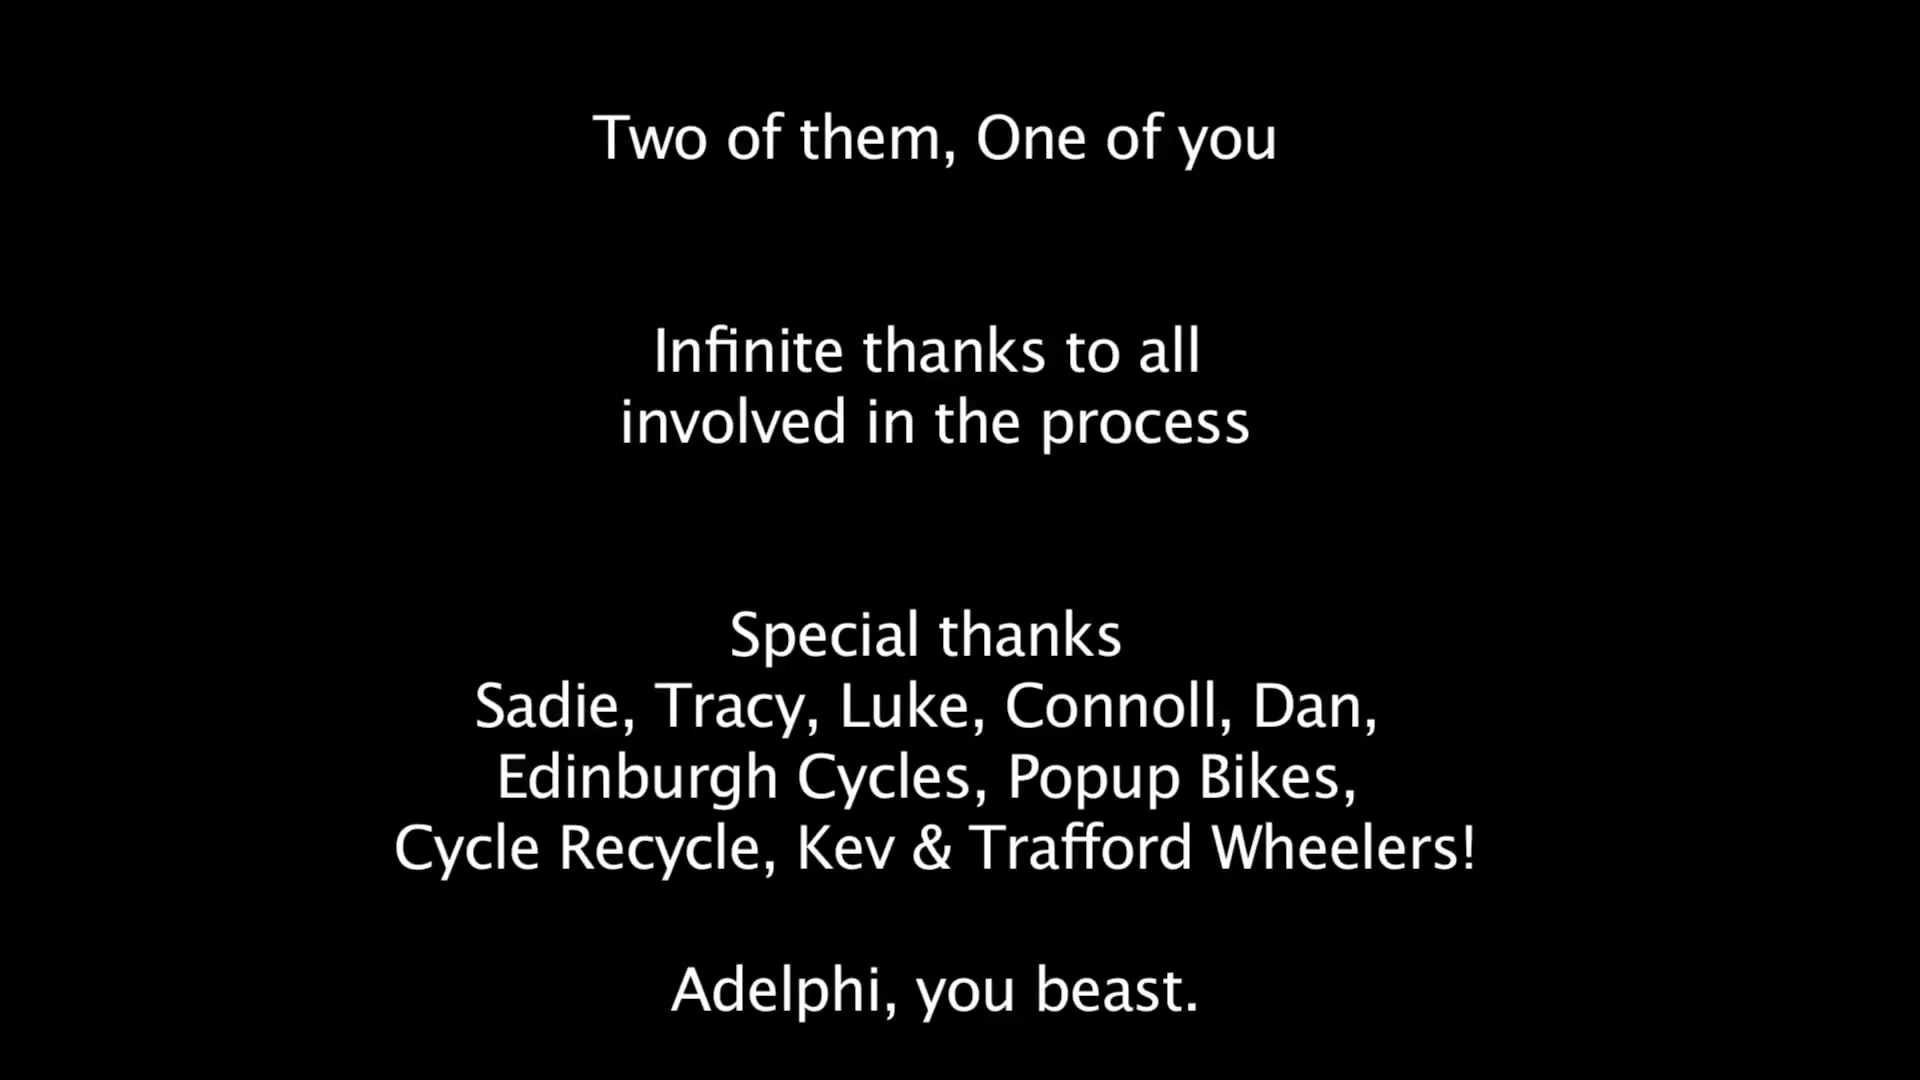 Two of them, One of you
Infinite thanks to all
involved in the process
Special thanks
Sadie, Tracy, Luke, Connoll, Dan,
Edinburgh Cycles, Popup Bikes,
Cycle Recycle, Kev & Trafford Wheelers!
Adelphi, you beast.